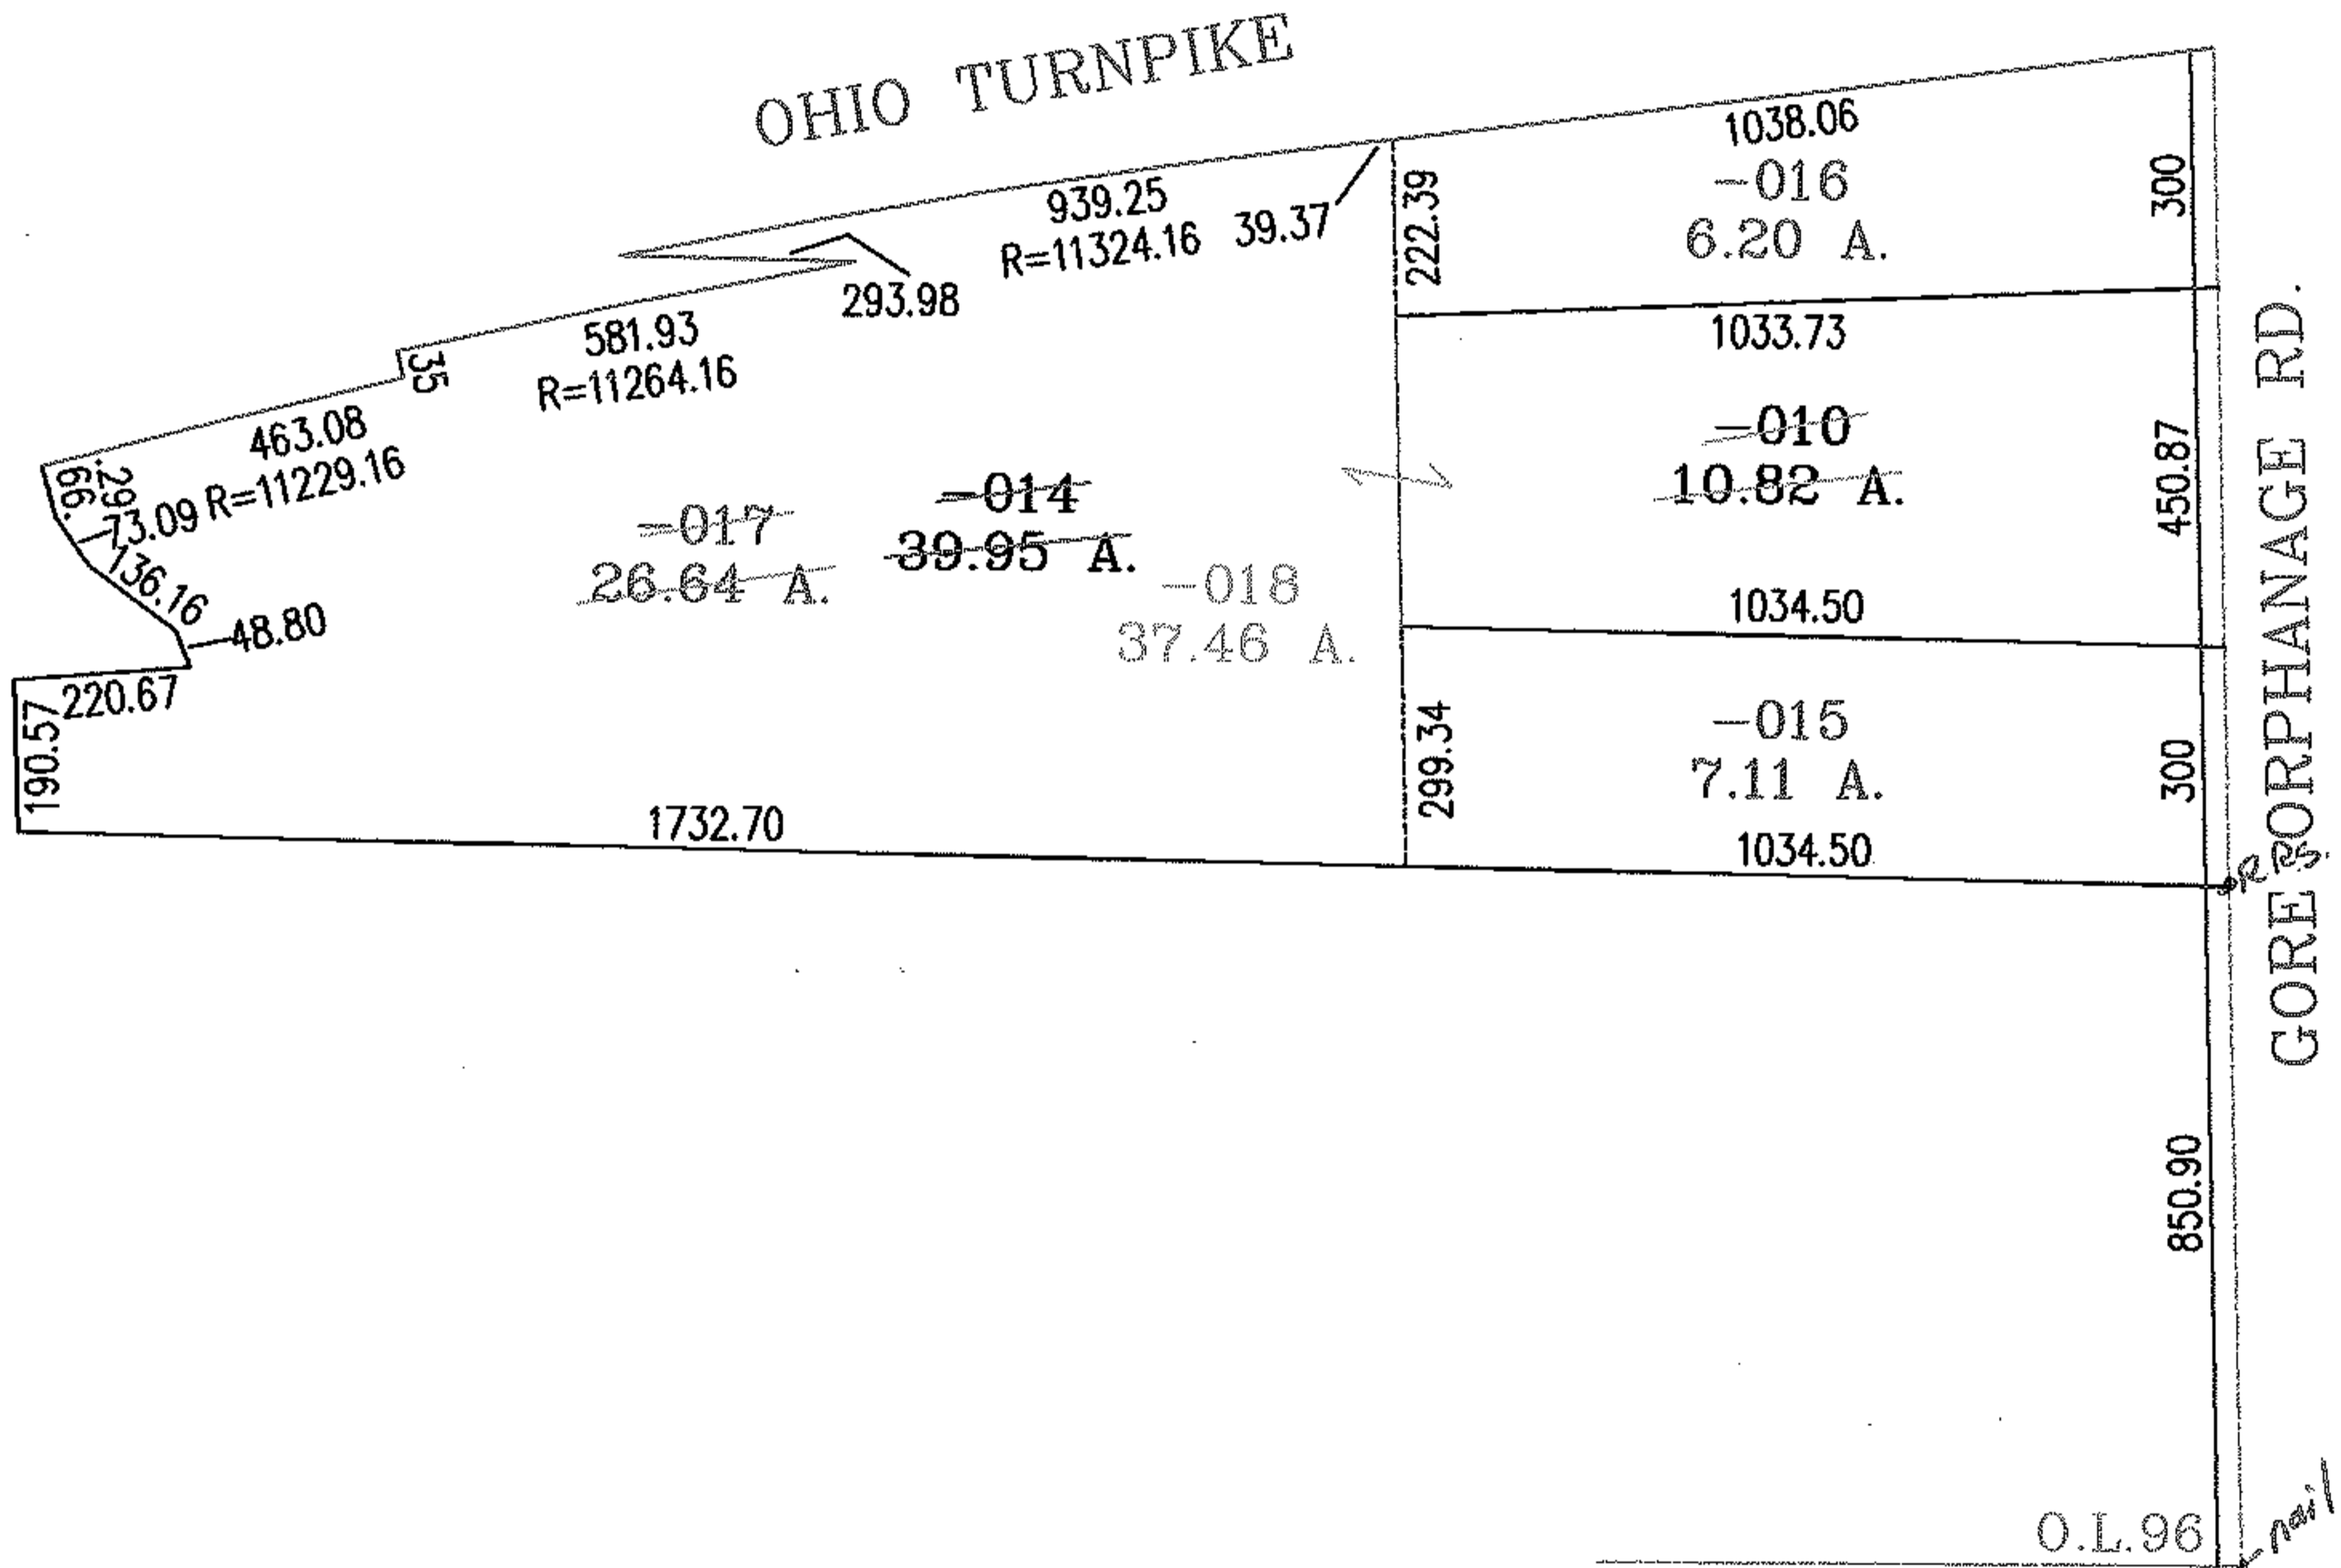 OHIO TURNPIKE
1038.06
-016
6.20 A.
300
939.25
R=11324.16
39.37
222.39
293.98
581.93
R=11264.16
35
1033.73
463.08
R=11229.16
66.29
73.09
136.16
48.80
-010
10.82 A.
450.87
GORE ORPHANAGE RD.
-014
39.95 A.
-017
26.64 A.
-018
37.46 A.
1034.50
220.67
190.57
299.34
-015
7.11 A.
300
1732.70
1034.50
850.90
O.L.96
nail